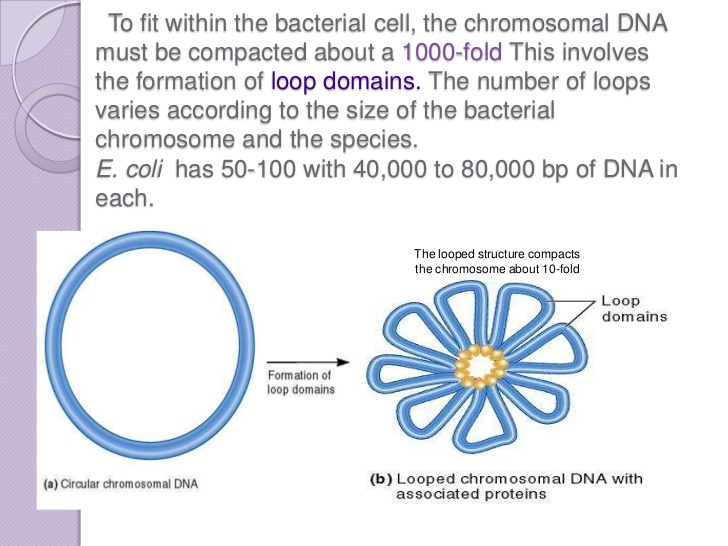 To fit within the bacterial cell, the chromosomal DNA
must be compacted about a 1000-fold This involves
the formation of loop domains. The number of loops
varies according to the size of the bacterial
chromosome and the species.
E. coli has 50-100 with 40,000 to 80,000 bp of DNA in
each.
The looped structure compacts
the chromosome about 10-fold
Loop
domains
Formation of
loop domains
(a) Circular chromosomal DNA
(b) Looped chromosomal DNA with
associated proteins